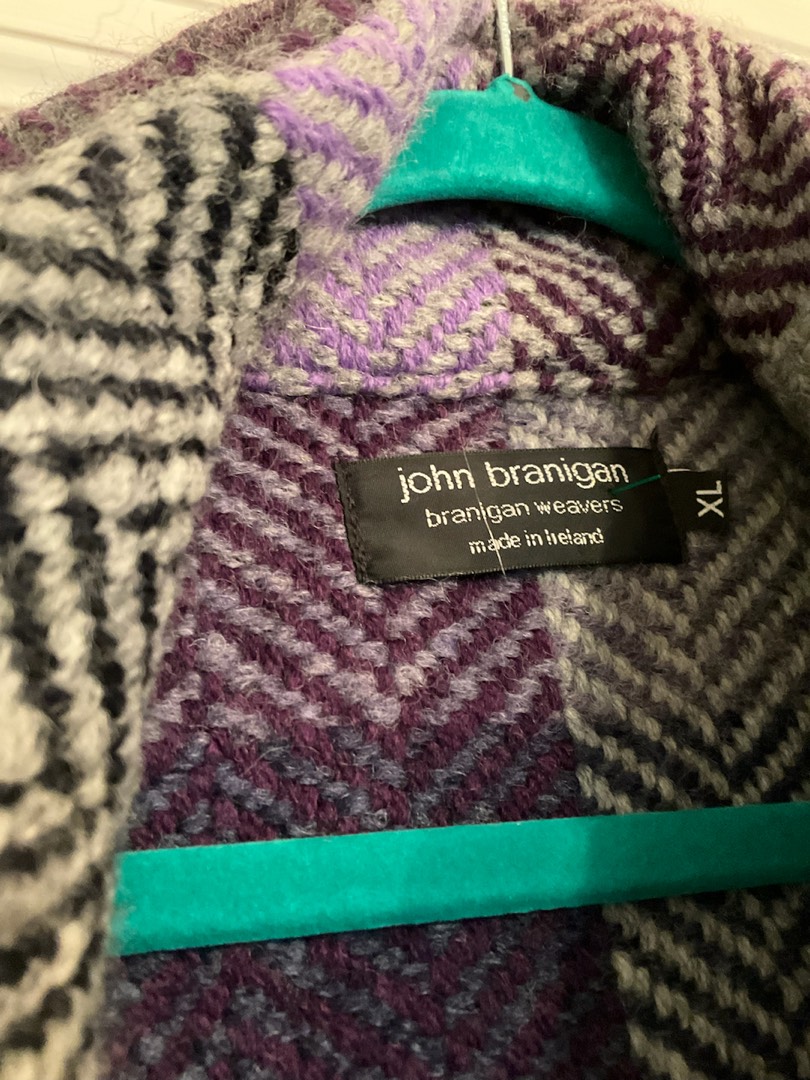 john branigan
branigan weavers
made in Ireland
XL